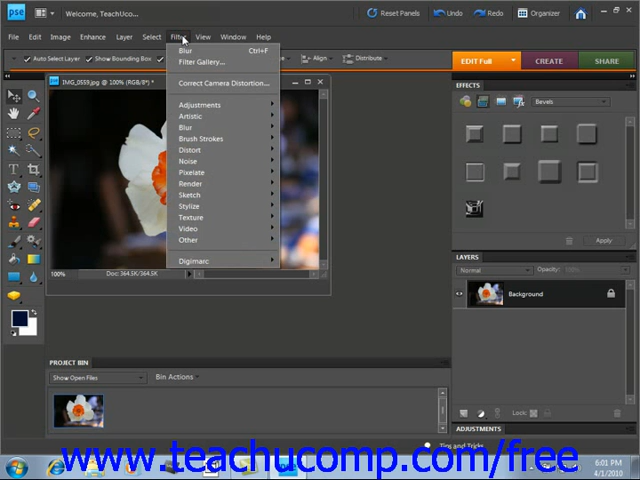 pse
Welcome, TeachUco...
Reset Panels
Undo
Redo
Organizer
File Edit Image Enhance Layer Select Filter View Window Help
Auto Select Layer
Show Bounding Box
Align
Distribute
EDIT Full
CREATE
SHARE
Blur Ctrl+F
Filter Gallery...
Correct Camera Distortion...
Adjustments
Artistic
Blur
Brush Strokes
Distort
Noise
Pixelate
Render
Sketch
Stylize
Texture
Video
Other
Digimarc
IMG_0559.jpg @ 100% (RGB/8*) *
100% Doc: 364.5K/364.5K
EFFECTS
Bevels
Apply
LAYERS
Normal
Opacity: 100%
Background
Lock:
ADJUSTMENTS
PROJECT BIN
Show Open Files
Bin Actions
Tips and Tricks
www.teachucomp.com/free
6:01 PM
4/1/2010